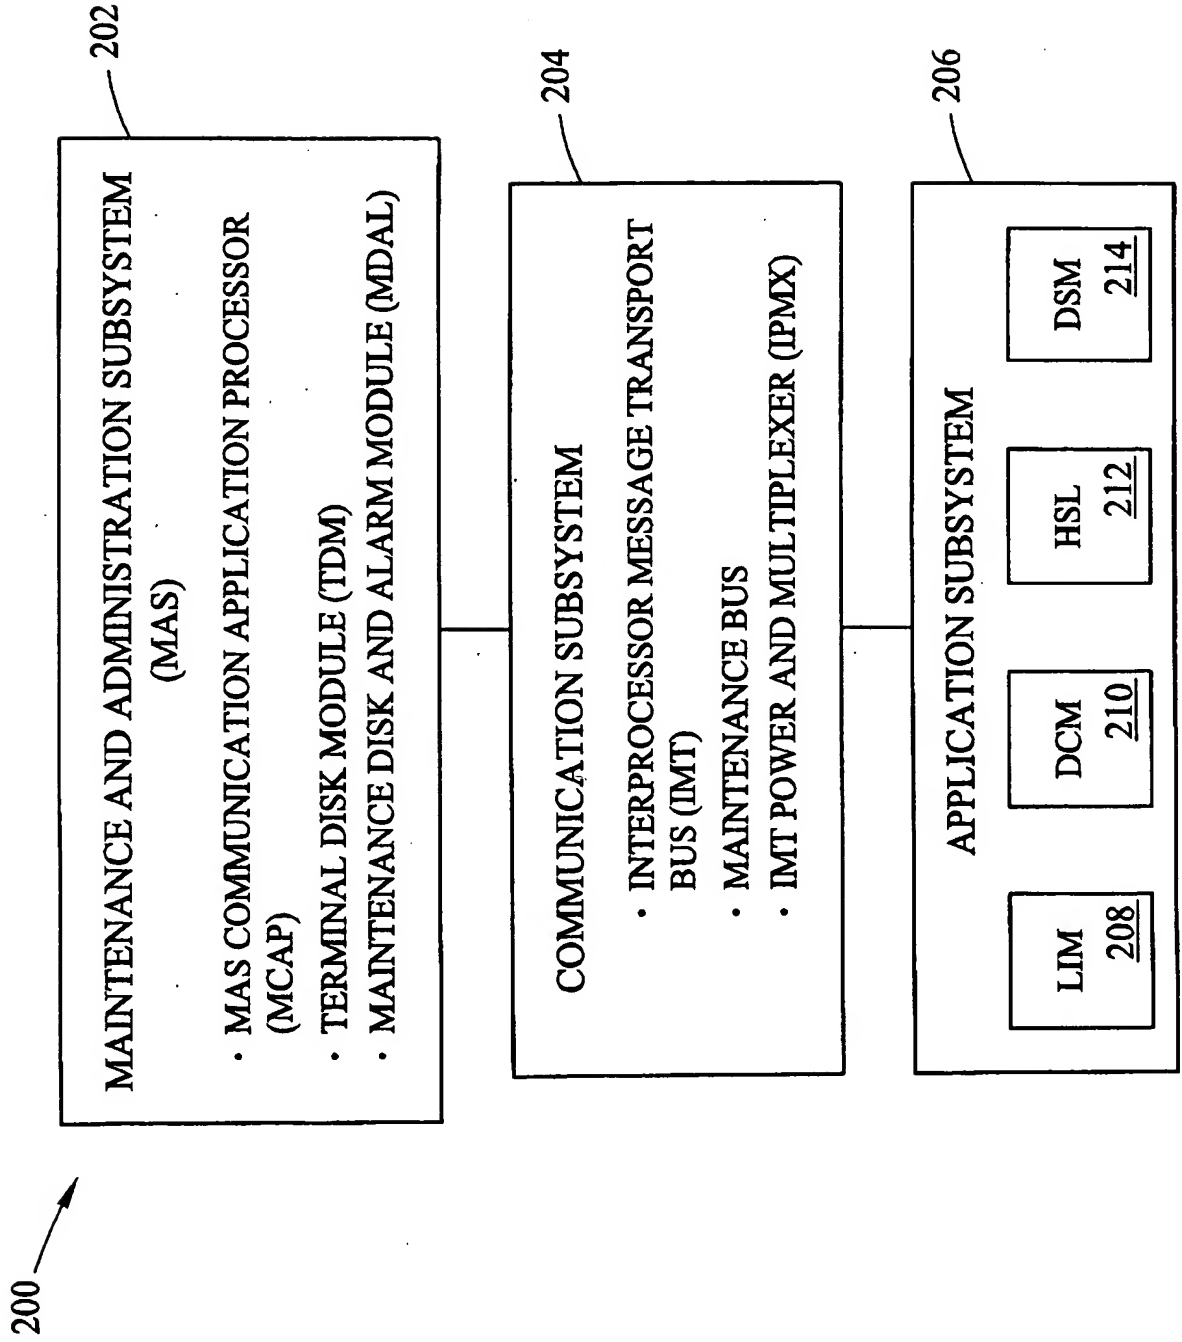 200
202
MAINTENANCE AND ADMINISTRATION SUBSYSTEM
(MAS)
· MAS COMMUNICATION APPLICATION PROCESSOR
(MCAP)
· TERMINAL DISK MODULE (TDM)
· MAINTENANCE DISK AND ALARM MODULE (MDAL)
204
COMMUNICATION SUBSYSTEM
· INTERPROCESSOR MESSAGE TRANSPORT
BUS (IMT)
· MAINTENANCE BUS
· IMT POWER AND MULTIPLEXER (IPMX)
206
APPLICATION SUBSYSTEM
LIM
208
DCM
210
HSL
212
DSM
214